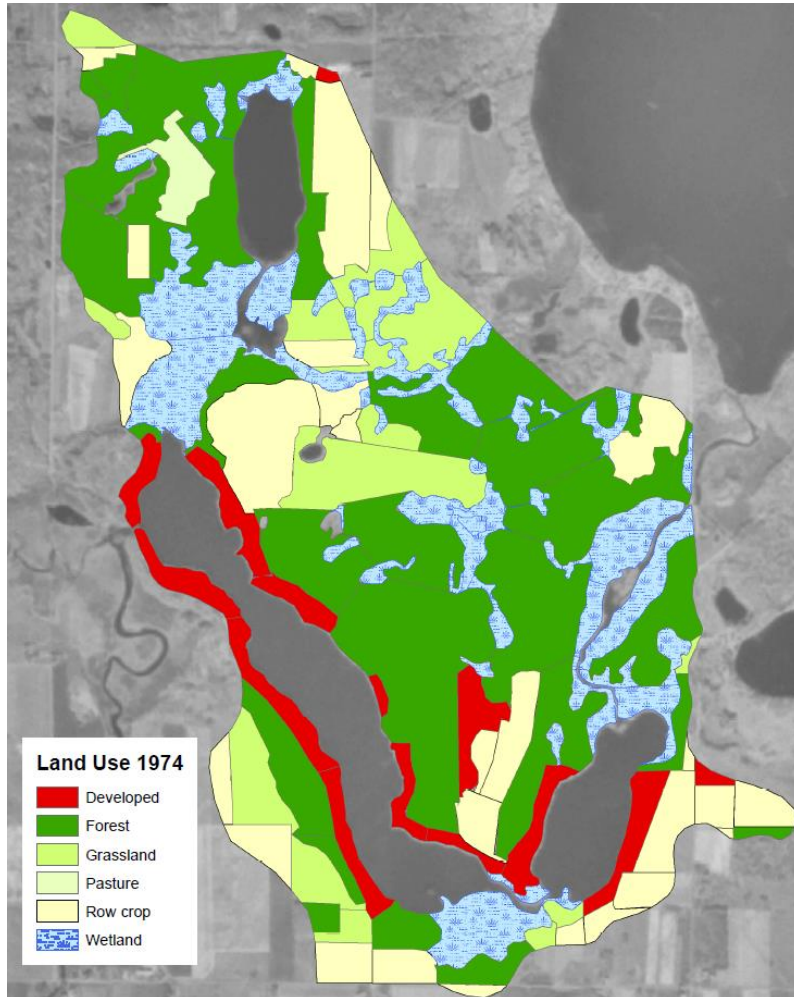 Land Use 1974
Developed
Forest
Grassland
Pasture
Row crop
Wetland